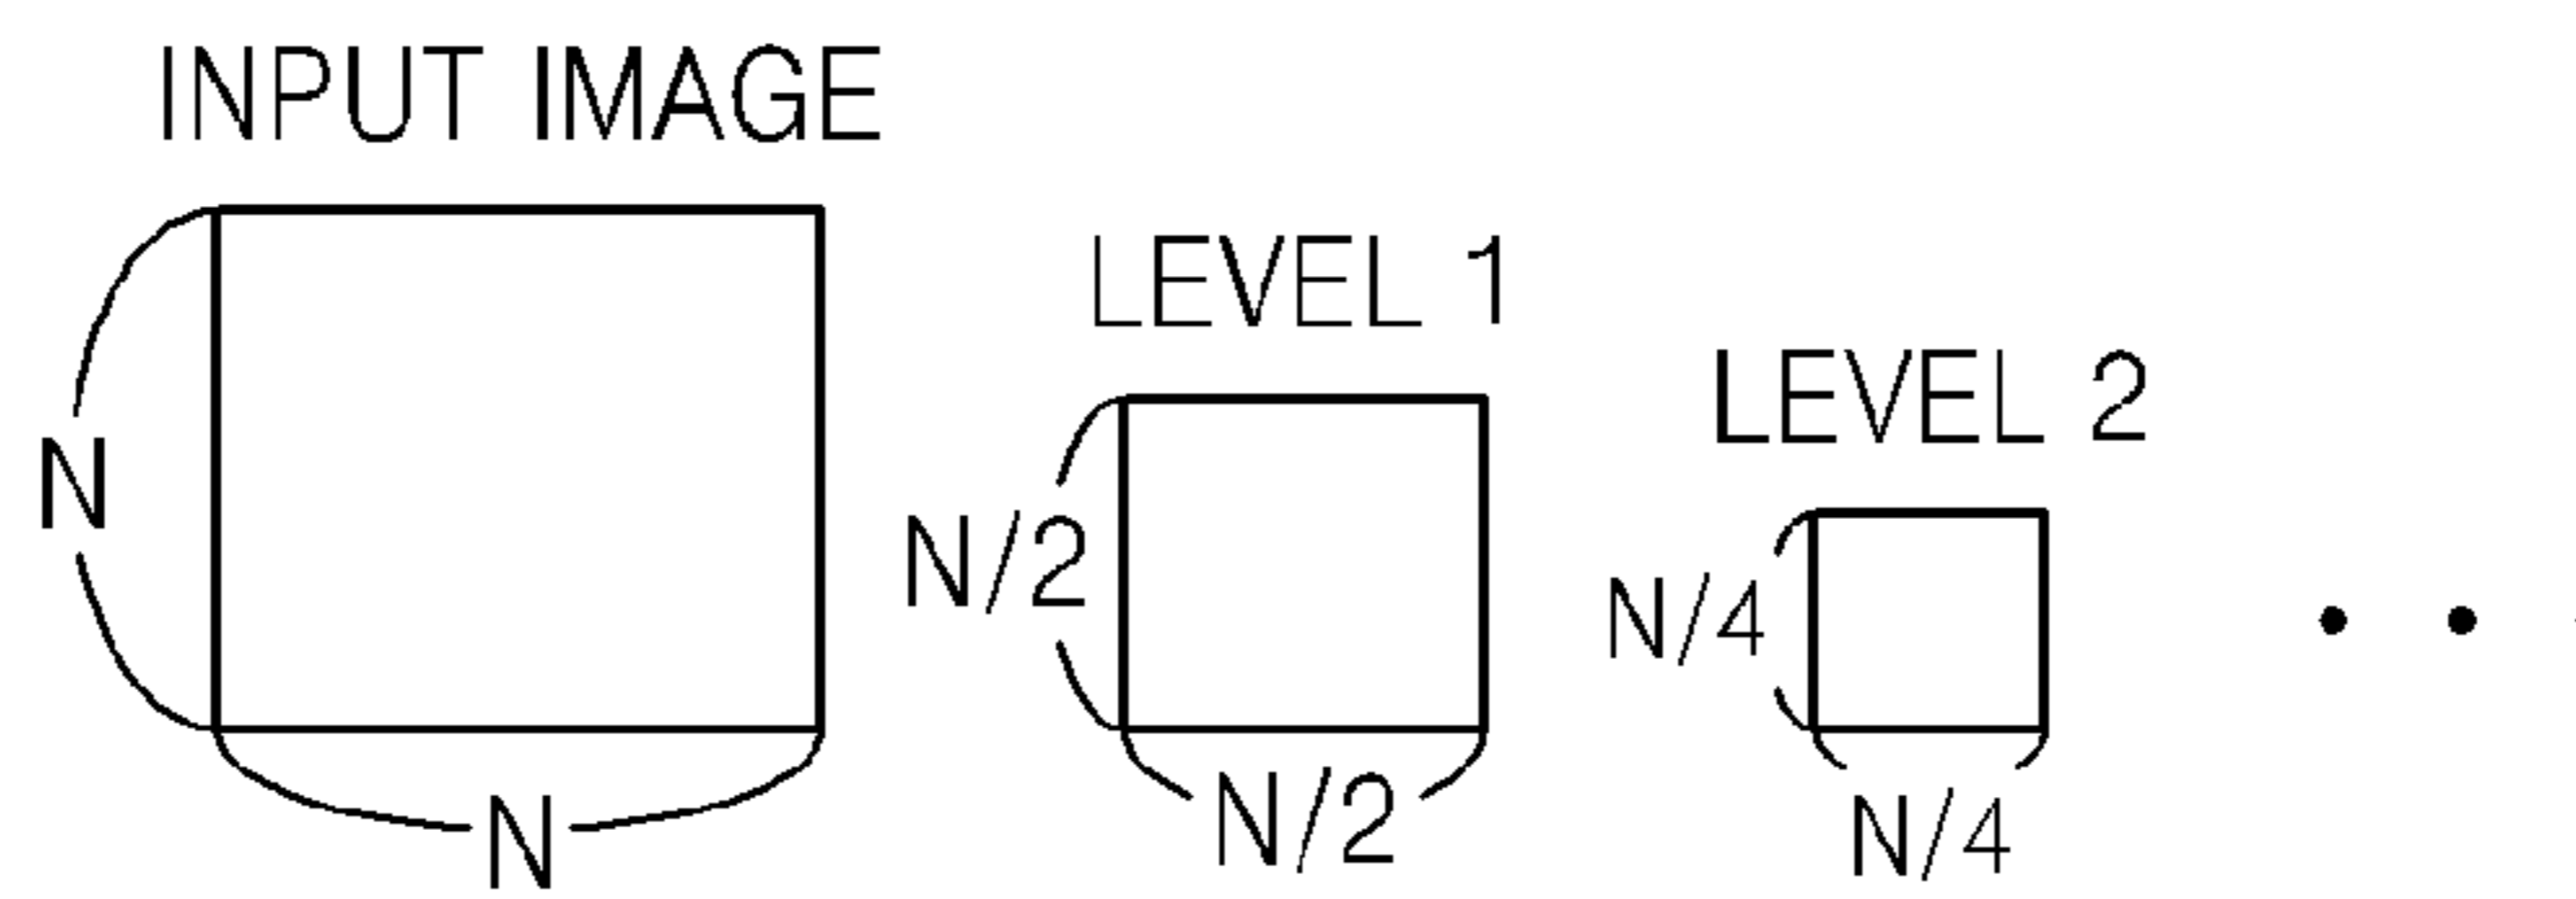 INPUT IMAGE
LEVEL 1
LEVEL 2
N
N/2
N/4
N
N/2
N/4